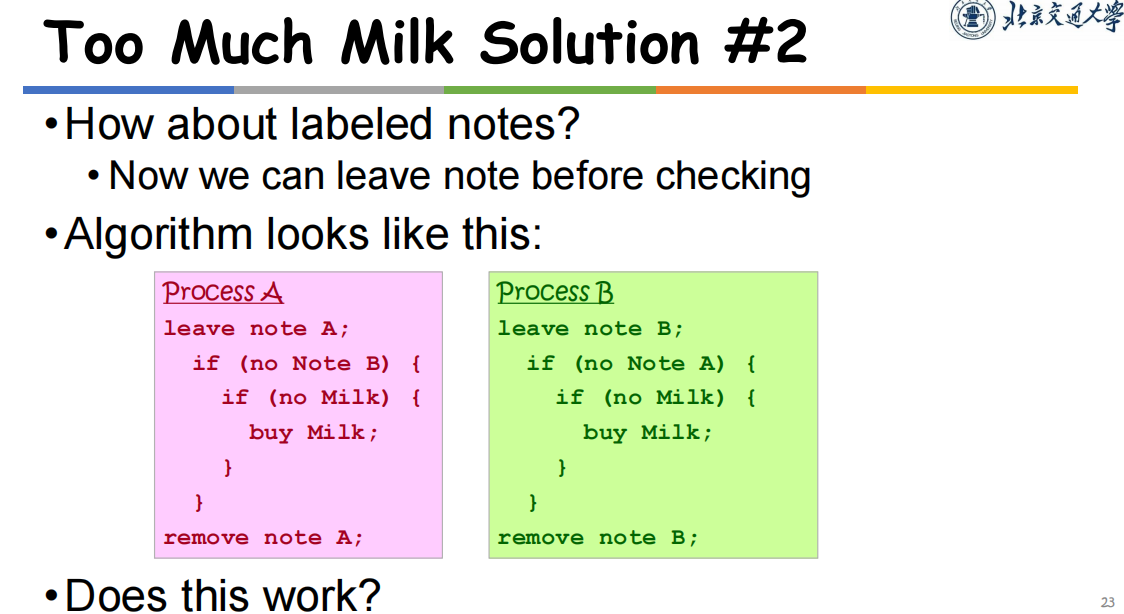 Too Much Milk Solution #2
北京交通大學
•How about labeled notes?
•Now we can leave note before checking
•Algorithm looks like this:
Process A
leave note A;
if (no Note B) {
if (no Milk) {
buy Milk;
}
}
remove note A;
Process B
leave note B;
if (no Note A) {
if (no Milk) {
buy Milk;
}
}
remove note B;
•Does this work?
23